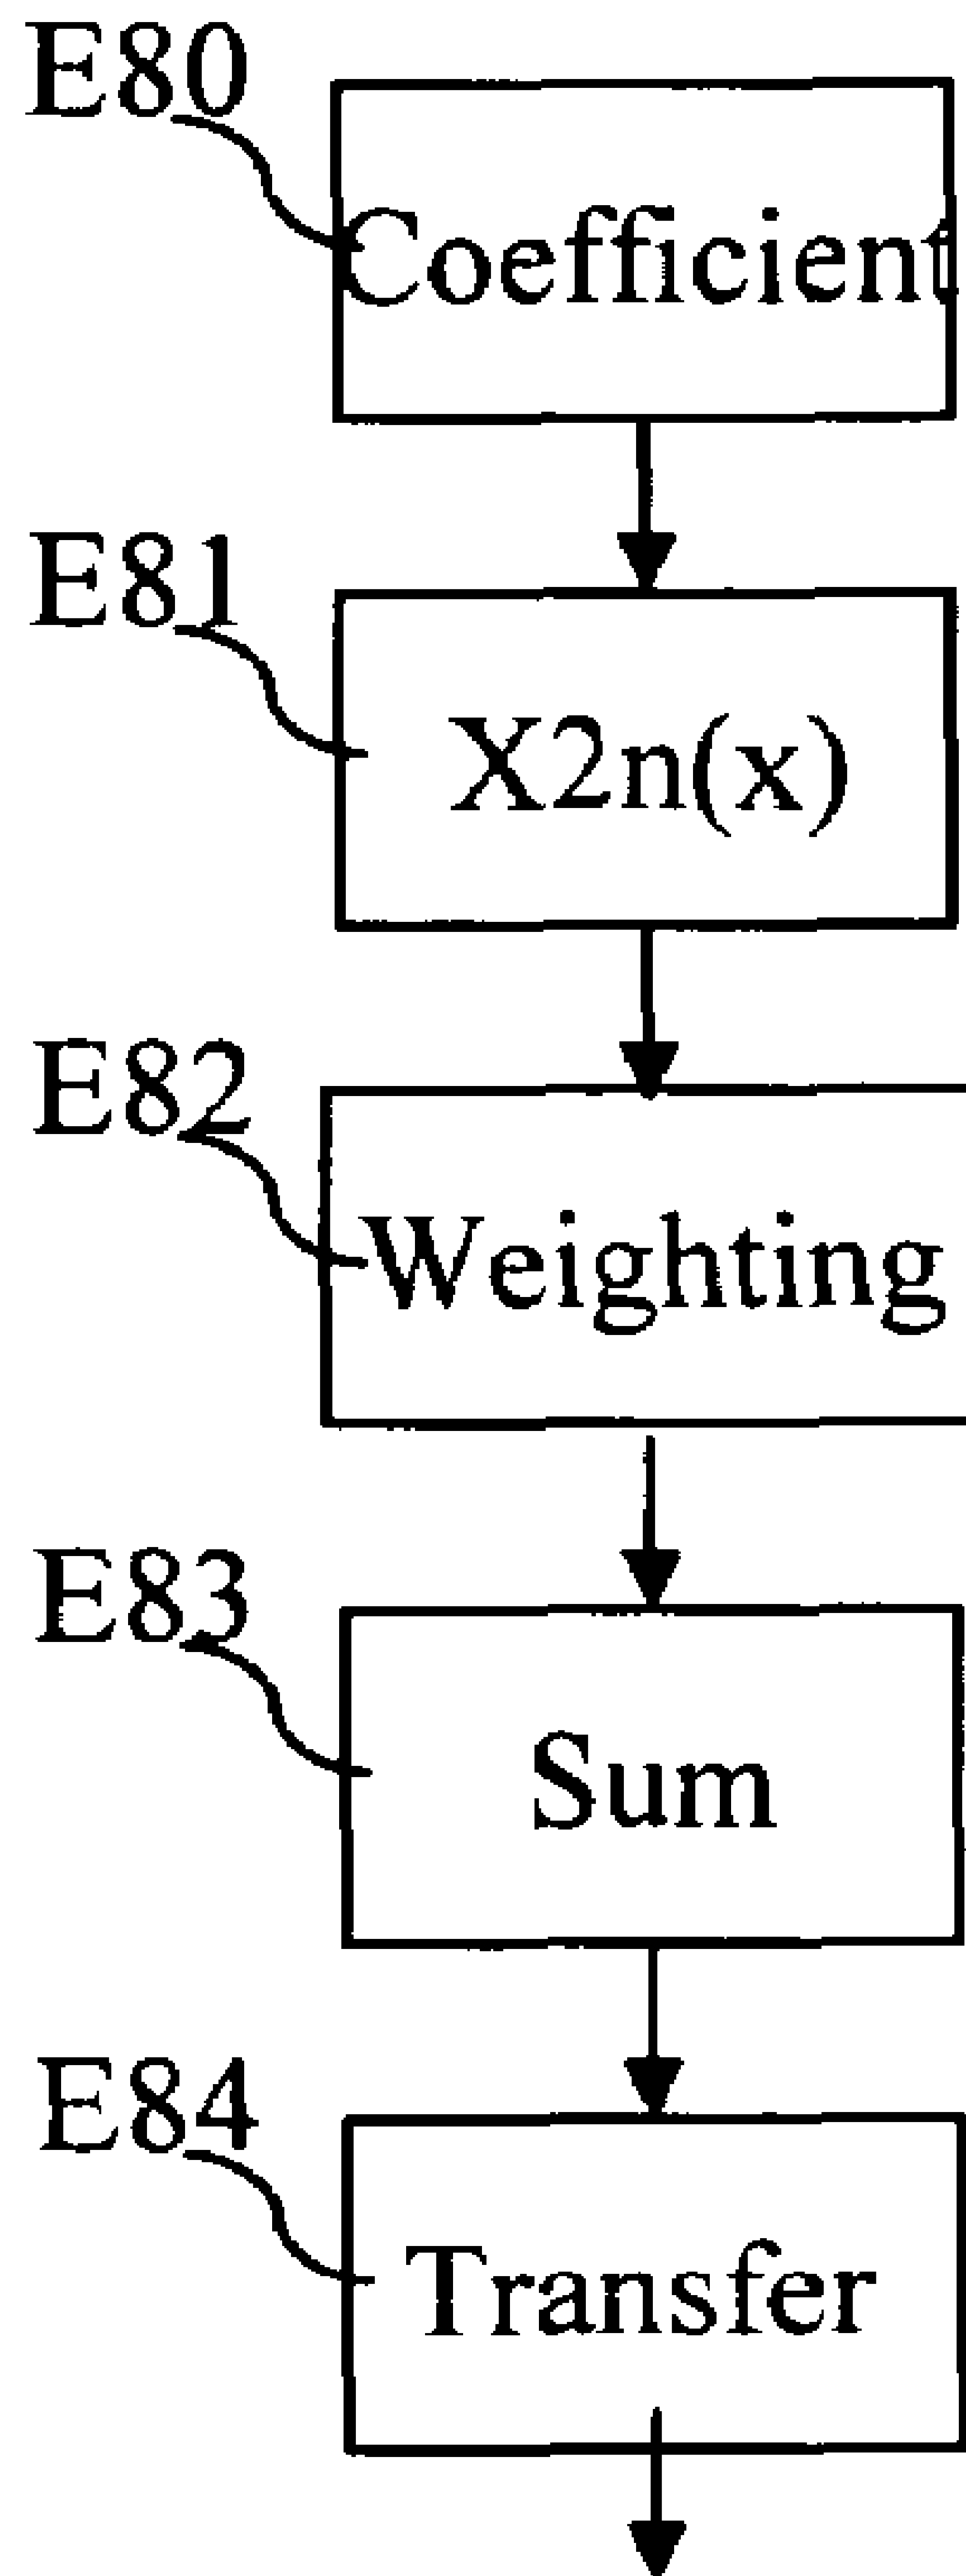 E80
Coefficient
E81
X2n(x)
E82
Weighting
E83
Sum
E84
Transfer